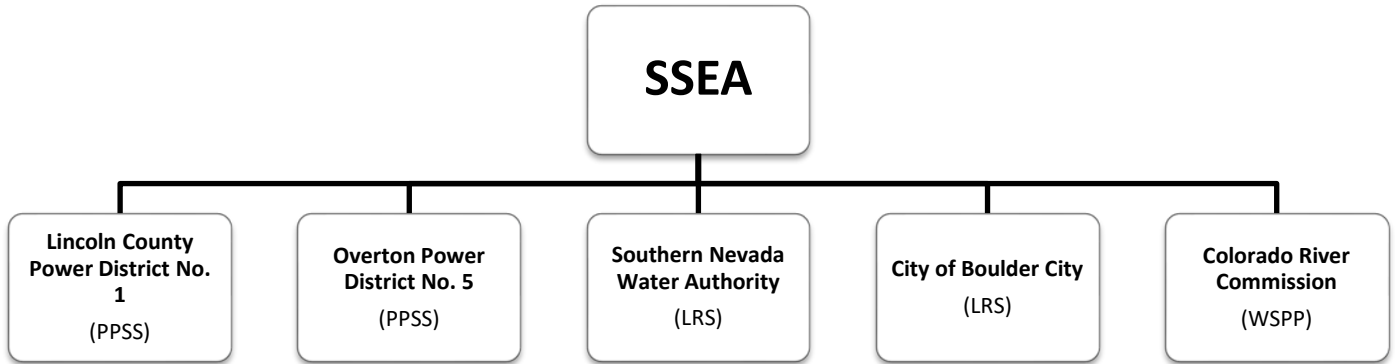 SSEA
Lincoln County
Power District No.
1
(PPSS)
Overton Power
District No. 5
(PPSS)
Southern Nevada
Water Authority
(LRS)
City of Boulder City
(LRS)
Colorado River
Commission
(WSPP)